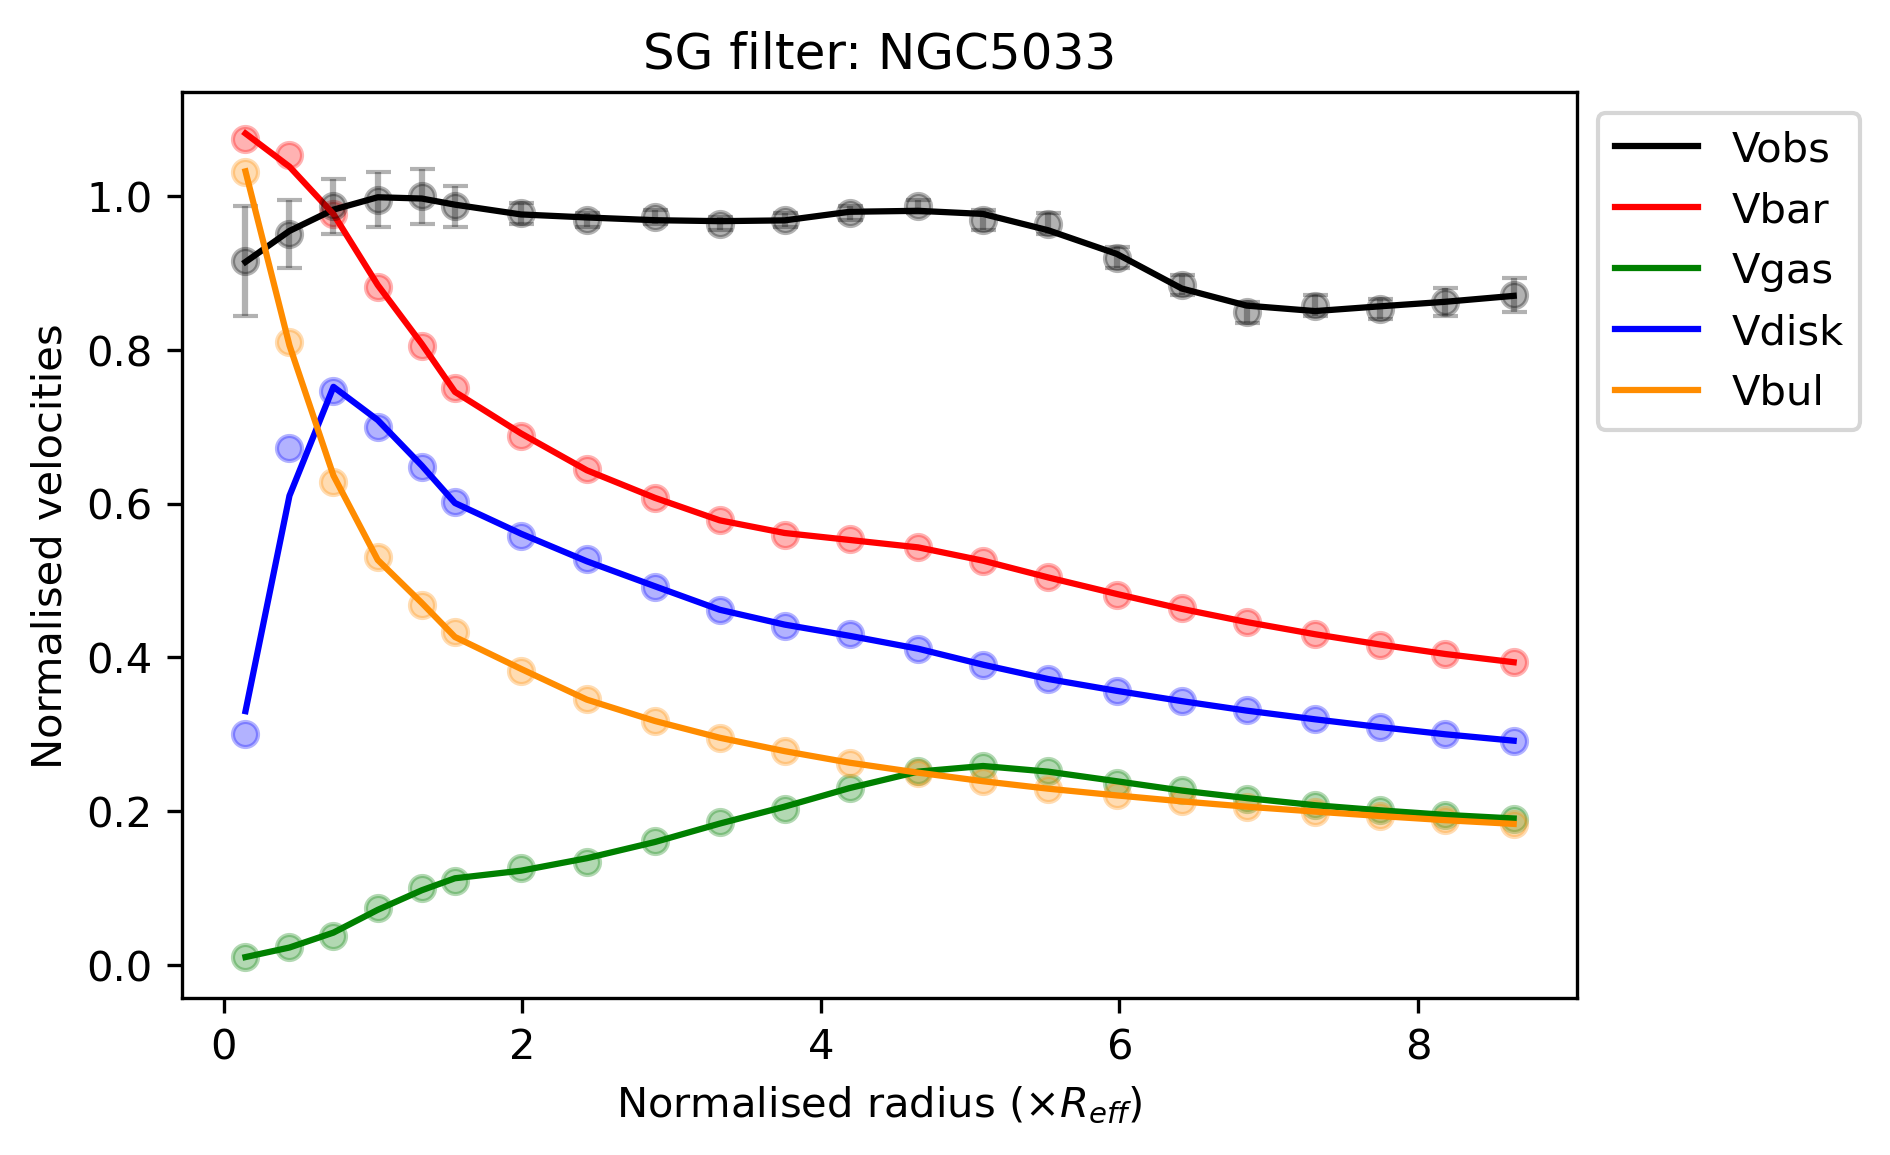 SG filter: NGC5033
Vobs
Vbar
Vgas
Vdisk
Vbul
Normalised velocities
1.0
0.8
0.6
0.4
0.2
0.0
0 2 4 6 8
Normalised radius (×R_eff)